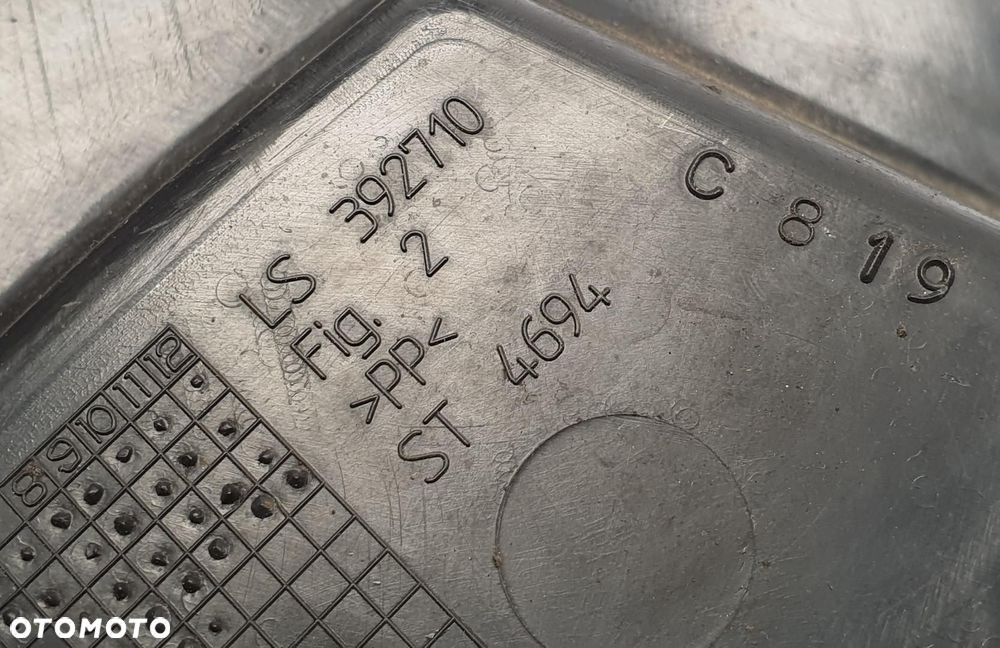 LS 392710
Fig. 2
>PP<
ST 4694
C 819
8 9 10 11 12
OTOMOTO